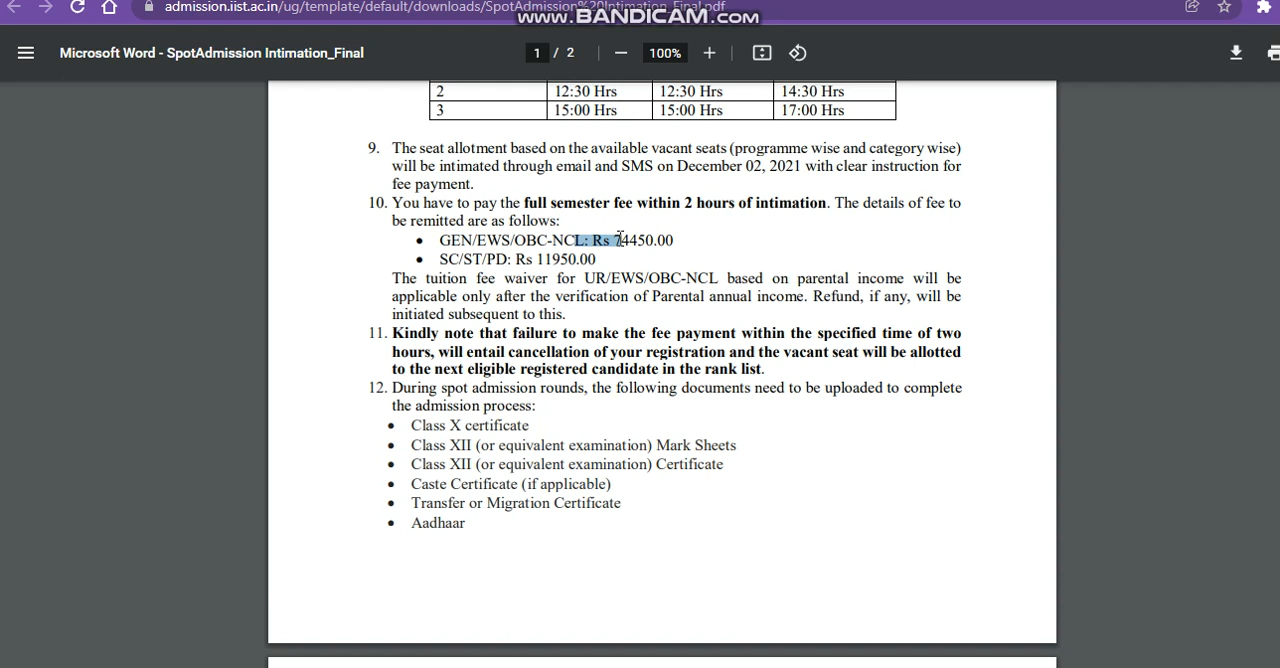 admission.iist.ac.in/ug/template/default/downloads/SpotAdmission%20Intimation_Final.pdf
www.BANDICAM.com
Microsoft Word - SpotAdmission Intimation_Final
1 / 2
100%
2 12:30 Hrs 12:30 Hrs 14:30 Hrs
3 15:00 Hrs 15:00 Hrs 17:00 Hrs
9. The seat allotment based on the available vacant seats (programme wise and category wise)
will be intimated through email and SMS on December 02, 2021 with clear instruction for
fee payment.
10. You have to pay the full semester fee within 2 hours of intimation. The details of fee to
be remitted are as follows:
• GEN/EWS/OBC-NCL: Rs 74450.00
• SC/ST/PD: Rs 11950.00
The tuition fee waiver for UR/EWS/OBC-NCL based on parental income will be
applicable only after the verification of Parental annual income. Refund, if any, will be
initiated subsequent to this.
11. Kindly note that failure to make the fee payment within the specified time of two
hours, will entail cancellation of your registration and the vacant seat will be allotted
to the next eligible registered candidate in the rank list.
12. During spot admission rounds, the following documents need to be uploaded to complete
the admission process:
• Class X certificate
• Class XII (or equivalent examination) Mark Sheets
• Class XII (or equivalent examination) Certificate
• Caste Certificate (if applicable)
• Transfer or Migration Certificate
• Aadhaar